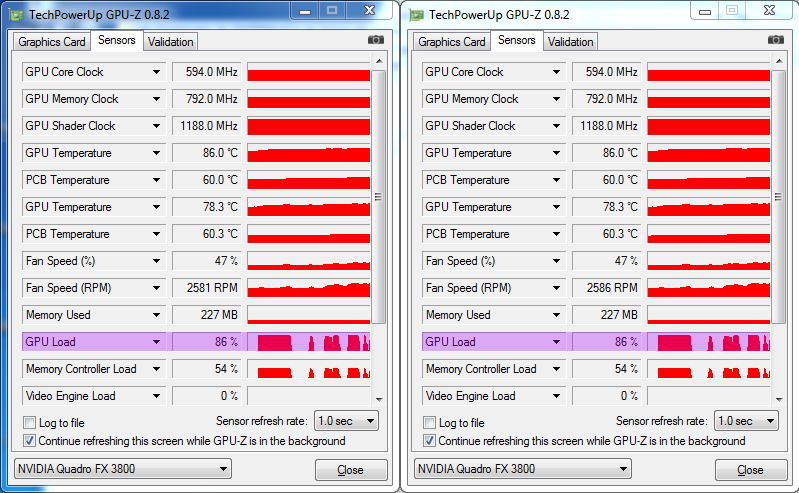 TechPowerUp GPU-Z 0.8.2
Graphics Card Sensors Validation
GPU Core Clock 594.0 MHz
GPU Memory Clock 792.0 MHz
GPU Shader Clock 1188.0 MHz
GPU Temperature 86.0 °C
PCB Temperature 60.0 °C
GPU Temperature 78.3 °C
PCB Temperature 60.3 °C
Fan Speed (%) 47 %
Fan Speed (RPM) 2581 RPM
Memory Used 227 MB
GPU Load 86 %
Memory Controller Load 54 %
Video Engine Load 0 %
Log to file Sensor refresh rate: 1.0 sec
Continue refreshing this screen while GPU-Z is in the background
NVIDIA Quadro FX 3800 Close
TechPowerUp GPU-Z 0.8.2
Graphics Card Sensors Validation
GPU Core Clock 594.0 MHz
GPU Memory Clock 792.0 MHz
GPU Shader Clock 1188.0 MHz
GPU Temperature 86.0 °C
PCB Temperature 60.0 °C
GPU Temperature 78.3 °C
PCB Temperature 60.3 °C
Fan Speed (%) 47 %
Fan Speed (RPM) 2586 RPM
Memory Used 227 MB
GPU Load 86 %
Memory Controller Load 54 %
Video Engine Load 0 %
Log to file Sensor refresh rate: 1.0 sec
Continue refreshing this screen while GPU-Z is in the background
NVIDIA Quadro FX 3800 Close